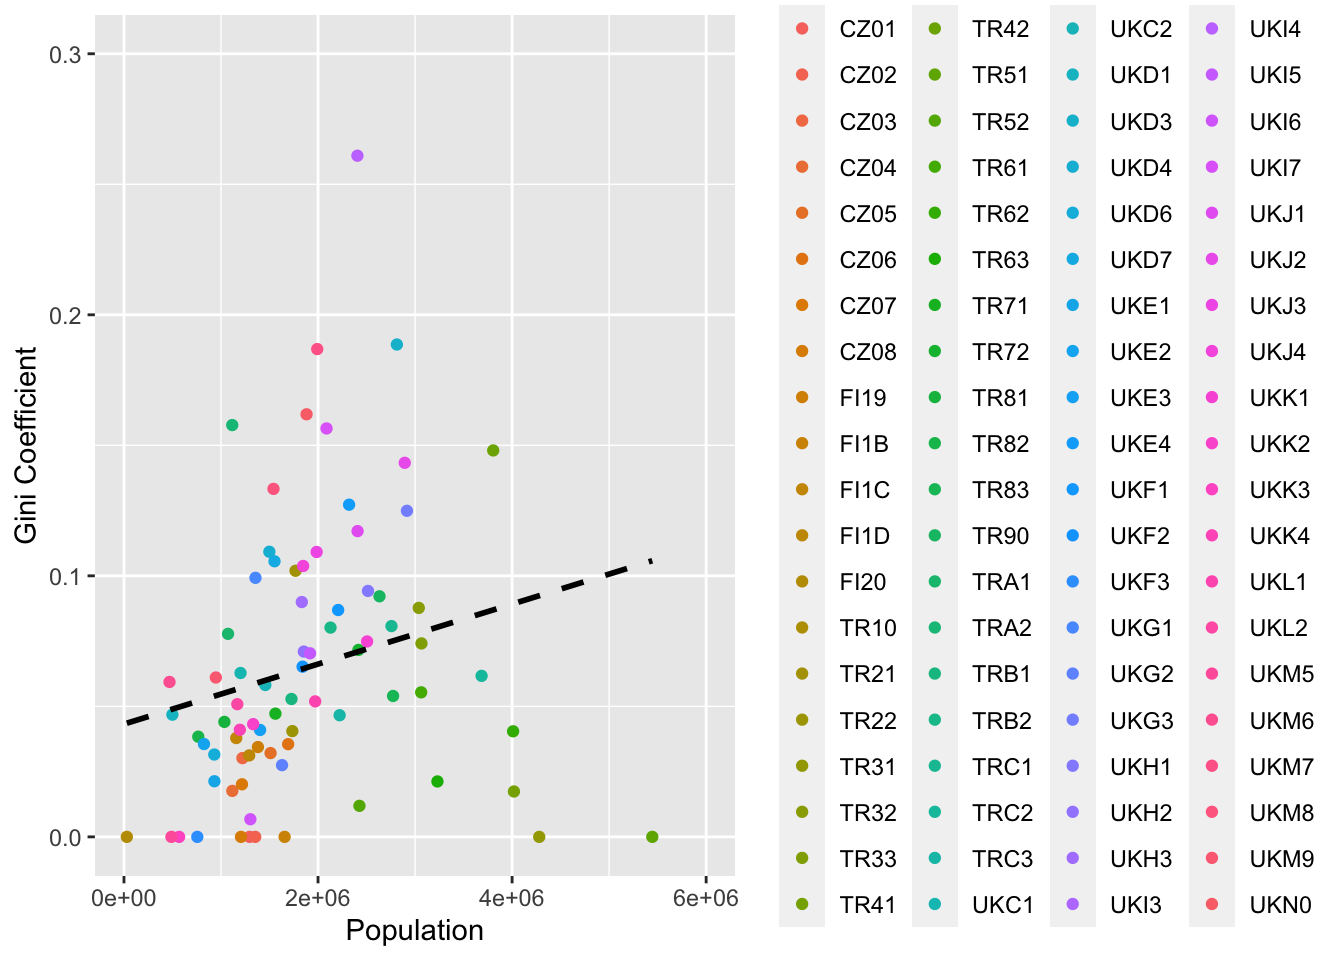 0.3
0.2
0.1
0.0
Gini Coefficient
0e+00 2e+06 4e+06 6e+06
Population
CZ01 TR42 UKC2 UKI4
CZ02 TR51 UKD1 UKI5
CZ03 TR52 UKD3 UKI6
CZ04 TR61 UKD4 UKI7
CZ05 TR62 UKD6 UKJ1
CZ06 TR63 UKD7 UKJ2
CZ07 TR71 UKE1 UKJ3
CZ08 TR72 UKE2 UKJ4
FI19 TR81 UKE3 UKK1
FI1B TR82 UKE4 UKK2
FI1C TR83 UKF1 UKK3
FI1D TR90 UKF2 UKK4
FI20 TRA1 UKF3 UKL1
TR10 TRA2 UKG1 UKL2
TR21 TRB1 UKG2 UKM5
TR22 TRB2 UKG3 UKM6
TR31 TRC1 UKH1 UKM7
TR32 TRC2 UKH2 UKM8
TR33 TRC3 UKH3 UKM9
TR41 UKC1 UKI3 UKN0